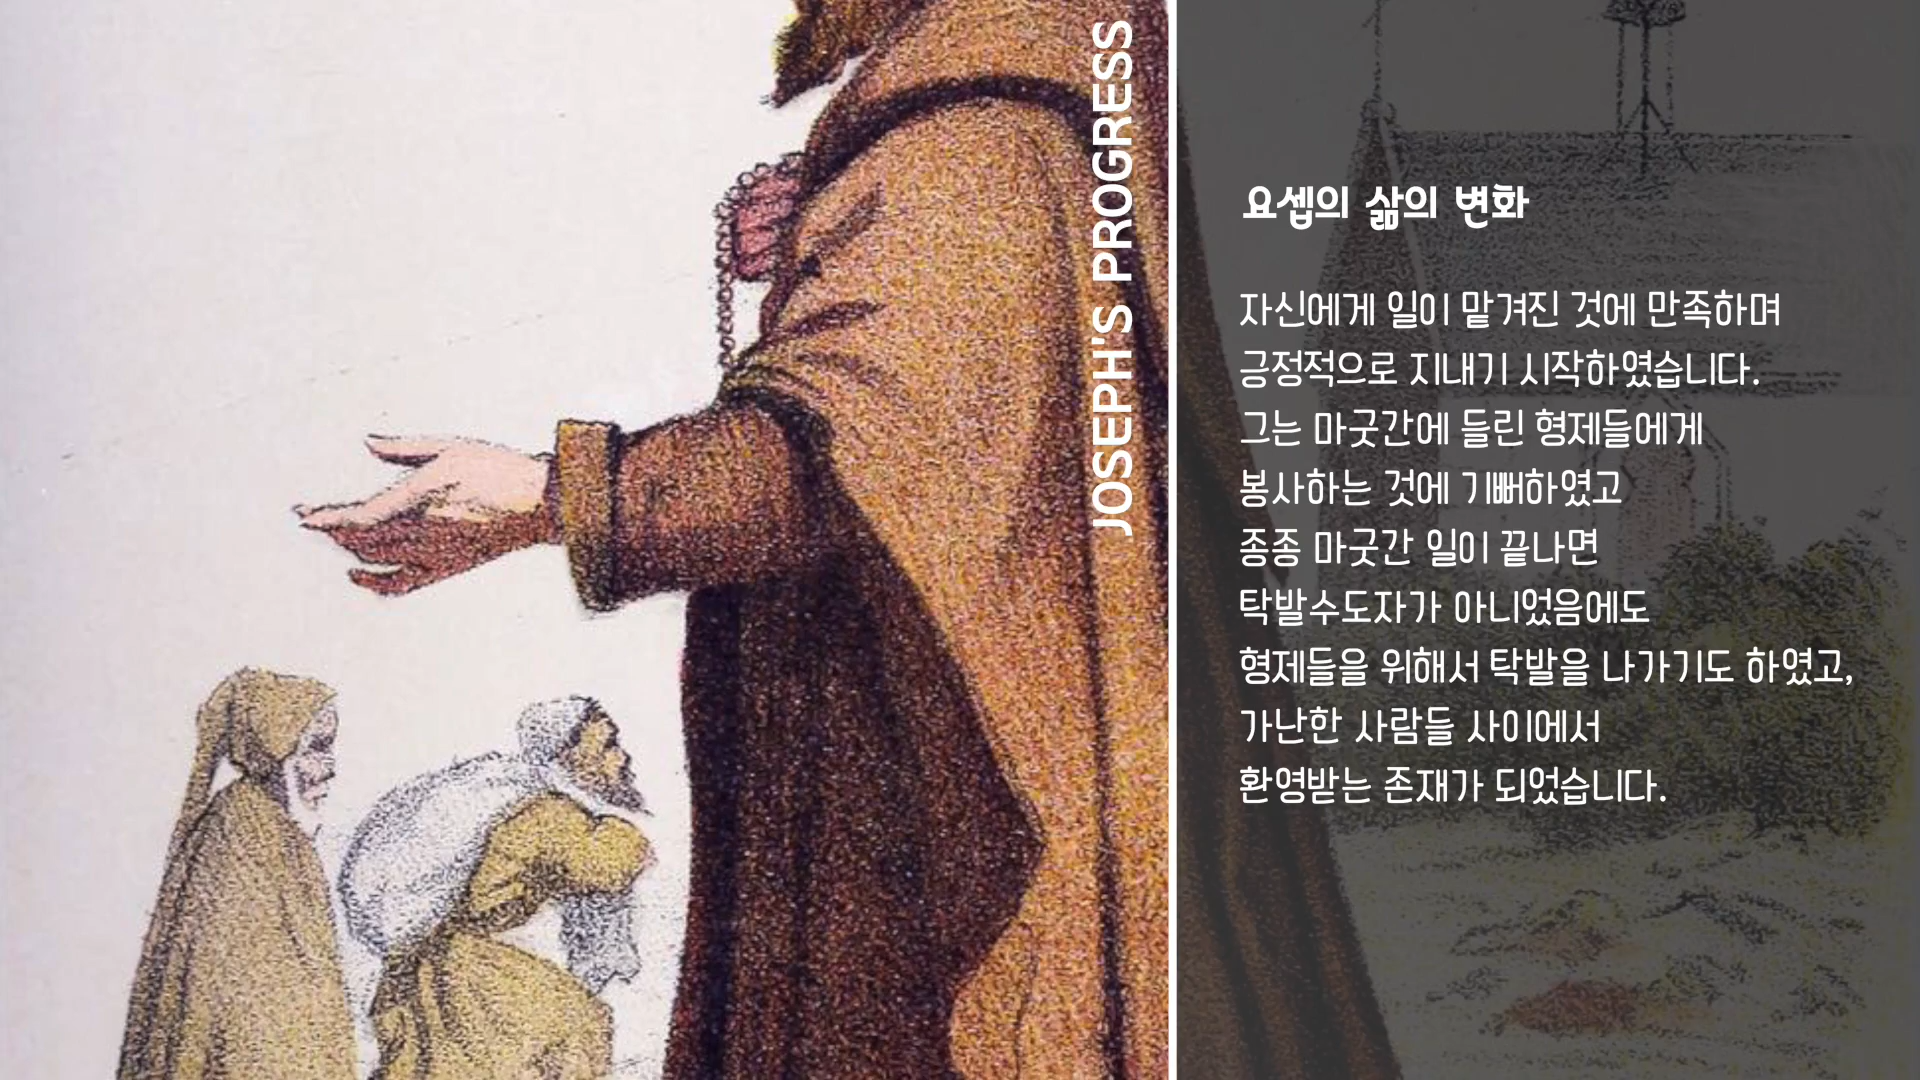 JOSEPH'S PROGRESS
요셉의 삶의 변화
자신에게 일이 맡겨진 것에 만족하며
긍정적으로 지내기 시작하였습니다.
그는 마굿간에 들린 형제들에게
봉사하는 것에 기뻐하였고
종종 마굿간 일이 끝나면
탁발수도자가 아니었음에도
형제들을 위해서 탁발을 나가기도 하였고,
가난한 사람들 사이에서
환영받는 존재가 되었습니다.